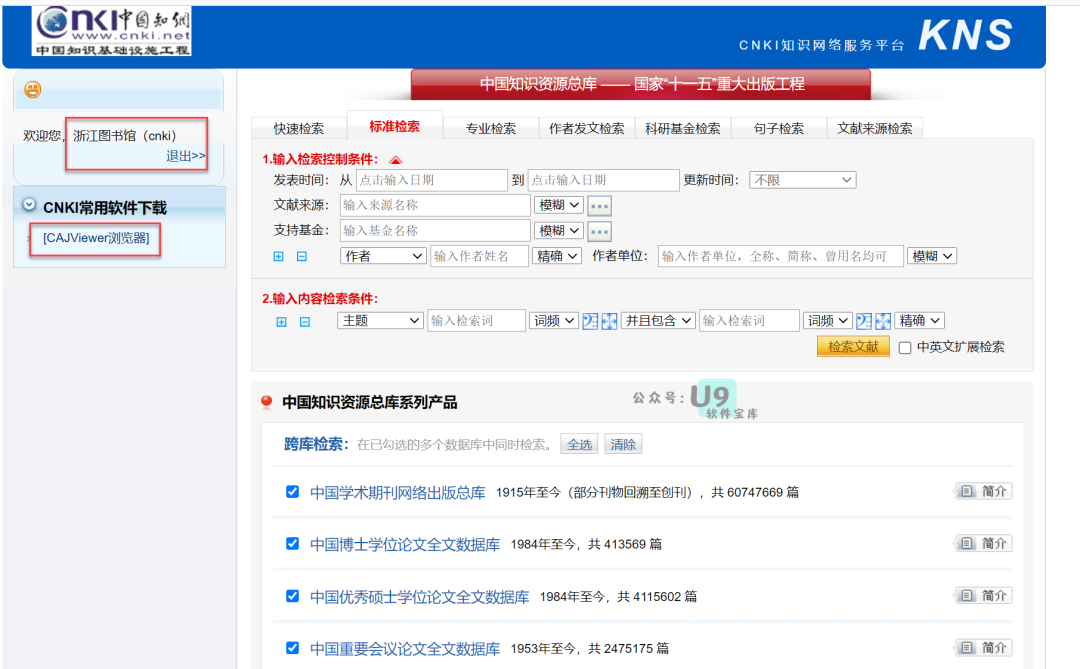 cnki中国知网
www.cnki.net
中国知识基础设施工程
CNKI知识网络服务平台 KNS
欢迎您, 浙江图书馆（cnki）
退出>>
CNKI常用软件下载
[CAJViewer浏览器]
中国知识资源总库 —— 国家“十一五”重大出版工程
快速检索 标准检索 专业检索 作者发文检索 科研基金检索 句子检索 文献来源检索
1.输入检索控制条件：
发表时间： 从 点击输入日期 到 点击输入日期 更新时间： 不限
文献来源： 输入来源名称 模糊 ...
支持基金： 输入基金名称 模糊 ...
作者 输入作者姓名 精确 作者单位： 输入作者单位，全称、简称、曾用名均可 模糊
2.输入内容检索条件：
主题 输入检索词 词频 并且包含 输入检索词 词频 精确
检索文献 中英文扩展检索
中国知识资源总库系列产品
公众号：U9
软件宝库
跨库检索： 在已勾选的多个数据库中同时检索。 全选 清除
中国学术期刊网络出版总库 1915年至今（部分刊物回溯至创刊），共 60747669 篇 简介
中国博士学位论文全文数据库 1984年至今，共 413569 篇 简介
中国优秀硕士学位论文全文数据库 1984年至今，共 4115602 篇 简介
中国重要会议论文全文数据库 1953年至今，共 2475175 篇 简介